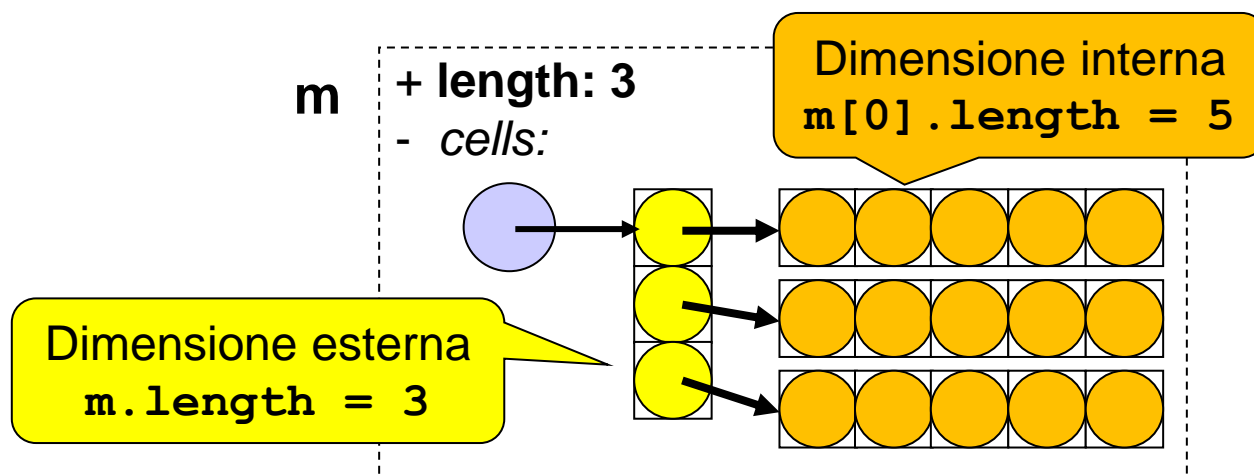 m
+ length: 3
- cells:
Dimensione interna
m[0].length = 5
Dimensione esterna
m.length = 3